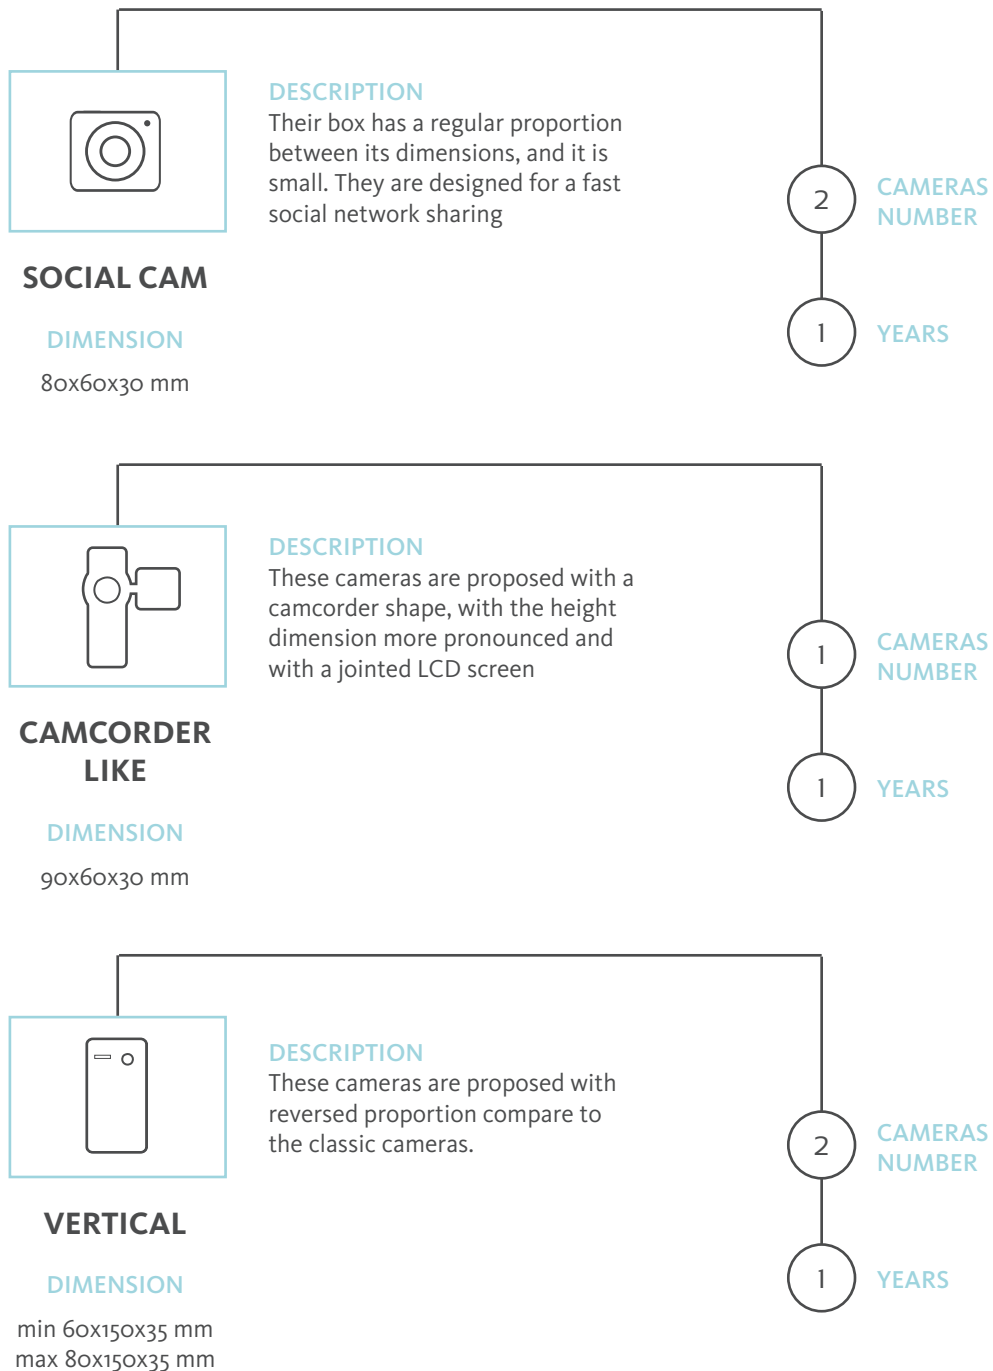 DESCRIPTION
Their box has a regular proportion
between its dimensions, and it is
small. They are designed for a fast
social network sharing
2
CAMERAS
NUMBER
SOCIAL CAM
DIMENSION
80x60x30 mm
1
YEARS
DESCRIPTION
These cameras are proposed with a
camcorder shape, with the height
dimension more pronounced and
with a jointed LCD screen
1
CAMERAS
NUMBER
CAMCORDER
LIKE
DIMENSION
90x60x30 mm
1
YEARS
DESCRIPTION
These cameras are proposed with
reversed proportion compare to
the classic cameras.
2
CAMERAS
NUMBER
VERTICAL
DIMENSION
min 60x150x35 mm
max 80x150x35 mm
1
YEARS